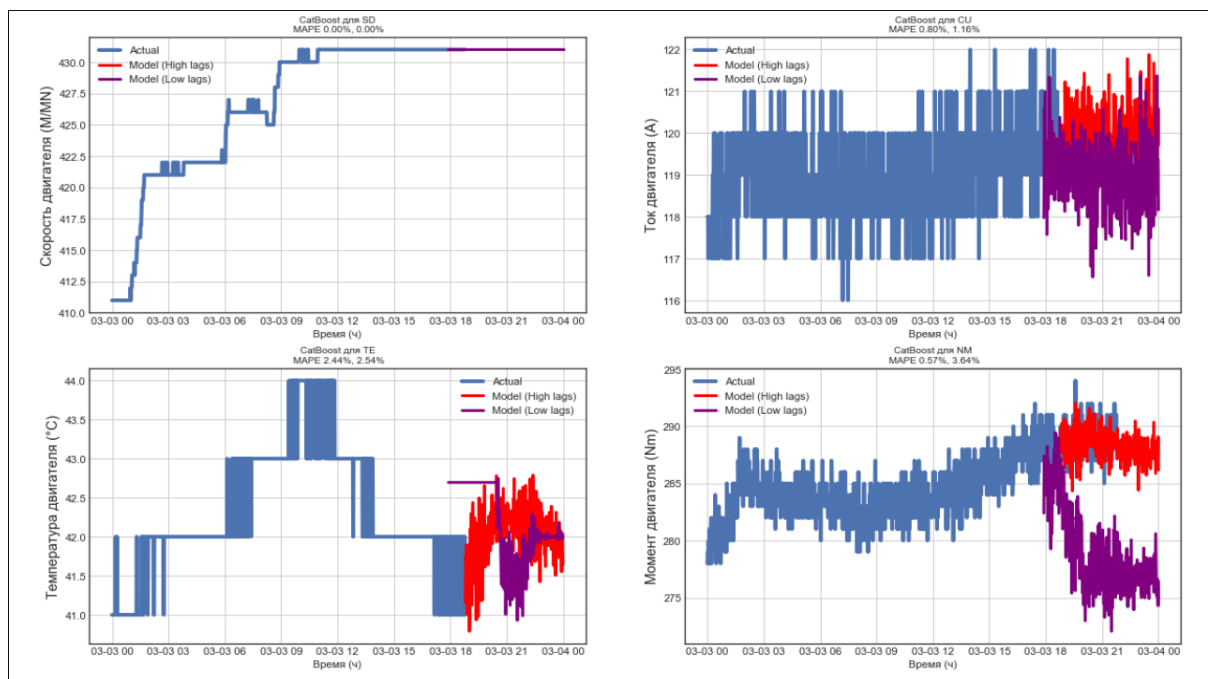 CatBoost для SD
MAPE 0.00%, 0.00%
Actual
Model (High lags)
Model (Low lags)
Скорость двигателя (M/MN)
430.0
427.5
425.0
422.5
420.0
417.5
415.0
412.5
410.0
03-03 00 03-03 03 03-03 06 03-03 09 03-03 12 03-03 15 03-03 18 03-03 21 03-04 00
Время (ч)
CatBoost для CU
MAPE 0.80%, 1.16%
Actual
Model (High lags)
Model (Low lags)
Ток двигателя (А)
122
121
120
119
118
117
116
03-03 00 03-03 03 03-03 06 03-03 09 03-03 12 03-03 15 03-03 18 03-03 21 03-04 00
Время (ч)
CatBoost для TE
MAPE 2.44%, 2.54%
Actual
Model (High lags)
Model (Low lags)
Температура двигателя (°C)
44.0
43.5
43.0
42.5
42.0
41.5
41.0
03-03 00 03-03 03 03-03 06 03-03 09 03-03 12 03-03 15 03-03 18 03-03 21 03-04 00
Время (ч)
CatBoost для NM
MAPE 0.57%, 3.64%
Actual
Model (High lags)
Model (Low lags)
Момент двигателя (Nm)
295
290
285
280
275
03-03 00 03-03 03 03-03 06 03-03 09 03-03 12 03-03 15 03-03 18 03-03 21 03-04 00
Время (ч)